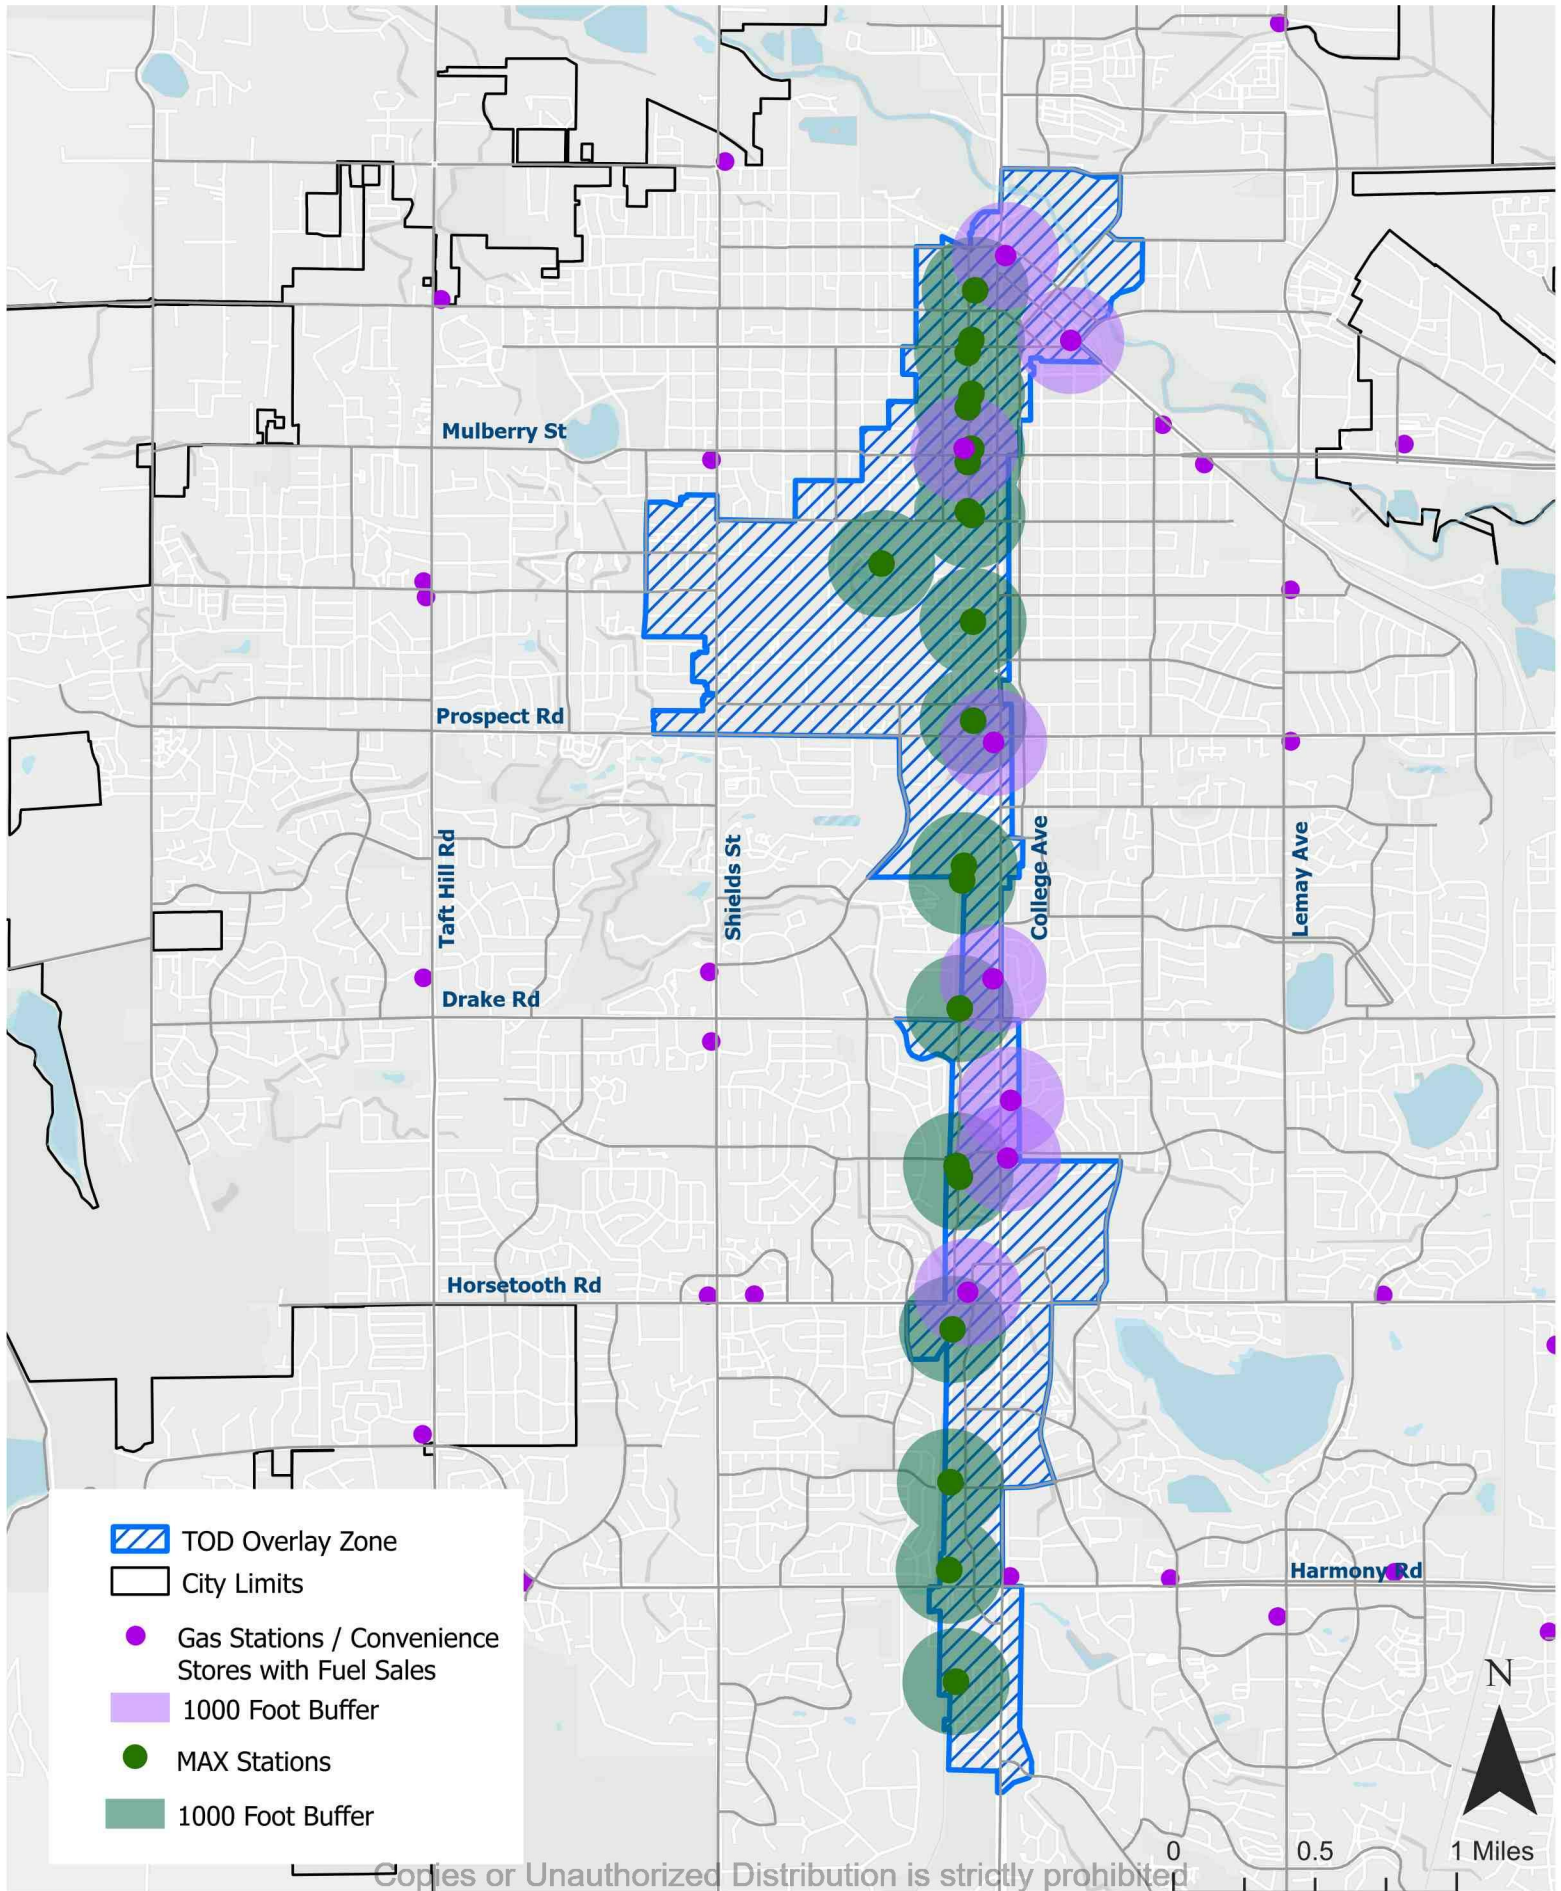 Mulberry St
Prospect Rd
Taft Hill Rd
Shields St
College Ave
Lemay Ave
Drake Rd
Horsetooth Rd
Harmony Rd
TOD Overlay Zone
City Limits
Gas Stations / Convenience
Stores with Fuel Sales
1000 Foot Buffer
MAX Stations
1000 Foot Buffer
N
0 0.5 1 Miles
Copies or Unauthorized Distribution is strictly prohibited